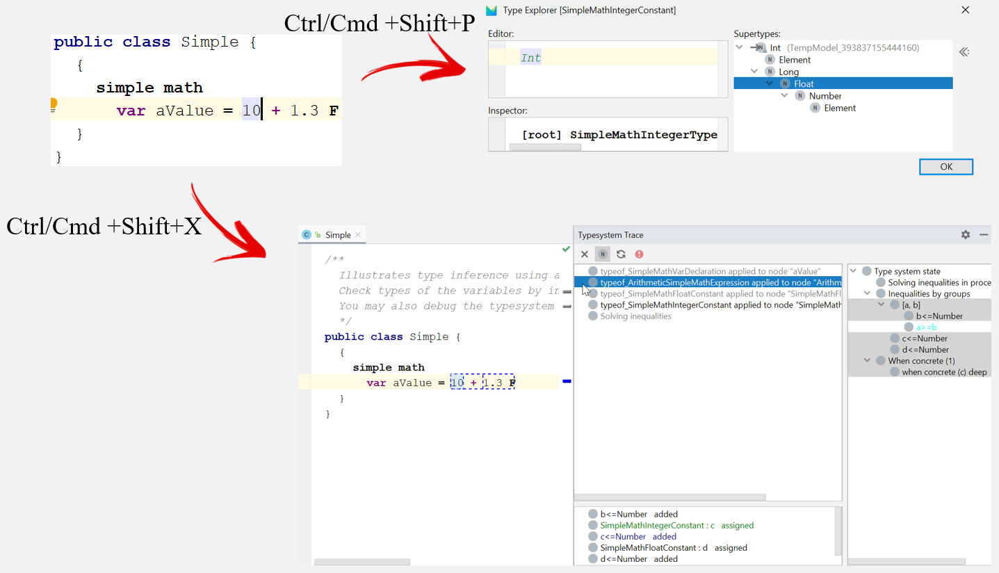 Ctrl/Cmd +Shift+P
public class Simple {
{
simple math
var aValue = 10 + 1.3 F
}
}
Type Explorer [SimpleMathIntegerConstant]
Editor:
Int
Inspector:
[root] SimpleMathIntegerType
Supertypes:
Int (TempModel_393837155444160)
Element
Long
Float
Number
Element
OK
Ctrl/Cmd +Shift+X
Simple
/**
Illustrates type inference using a
Check types of the variables by in
You may also debug the typesystem
*/
public class Simple {
{
simple math
var aValue = 10 + 1.3 F
}
}
Typesystem Trace
typeof_SimpleMathVarDeclaration applied to node "aValue"
typeof_ArithmeticSimpleMathExpression applied to node "Arithm
typeof_SimpleMathFloatConstant applied to node "SimpleMathFl
typeof_SimpleMathIntegerConstant applied to node "SimpleMath
Solving inequalities
Type system state
Solving inequalities in proce
Inequalities by groups
[a, b]
b<=Number
a>=b
c<=Number
d<=Number
When concrete (1)
when concrete (c) deep
b<=Number added
SimpleMathIntegerConstant : c assigned
c<=Number added
SimpleMathFloatConstant : d assigned
d<=Number added